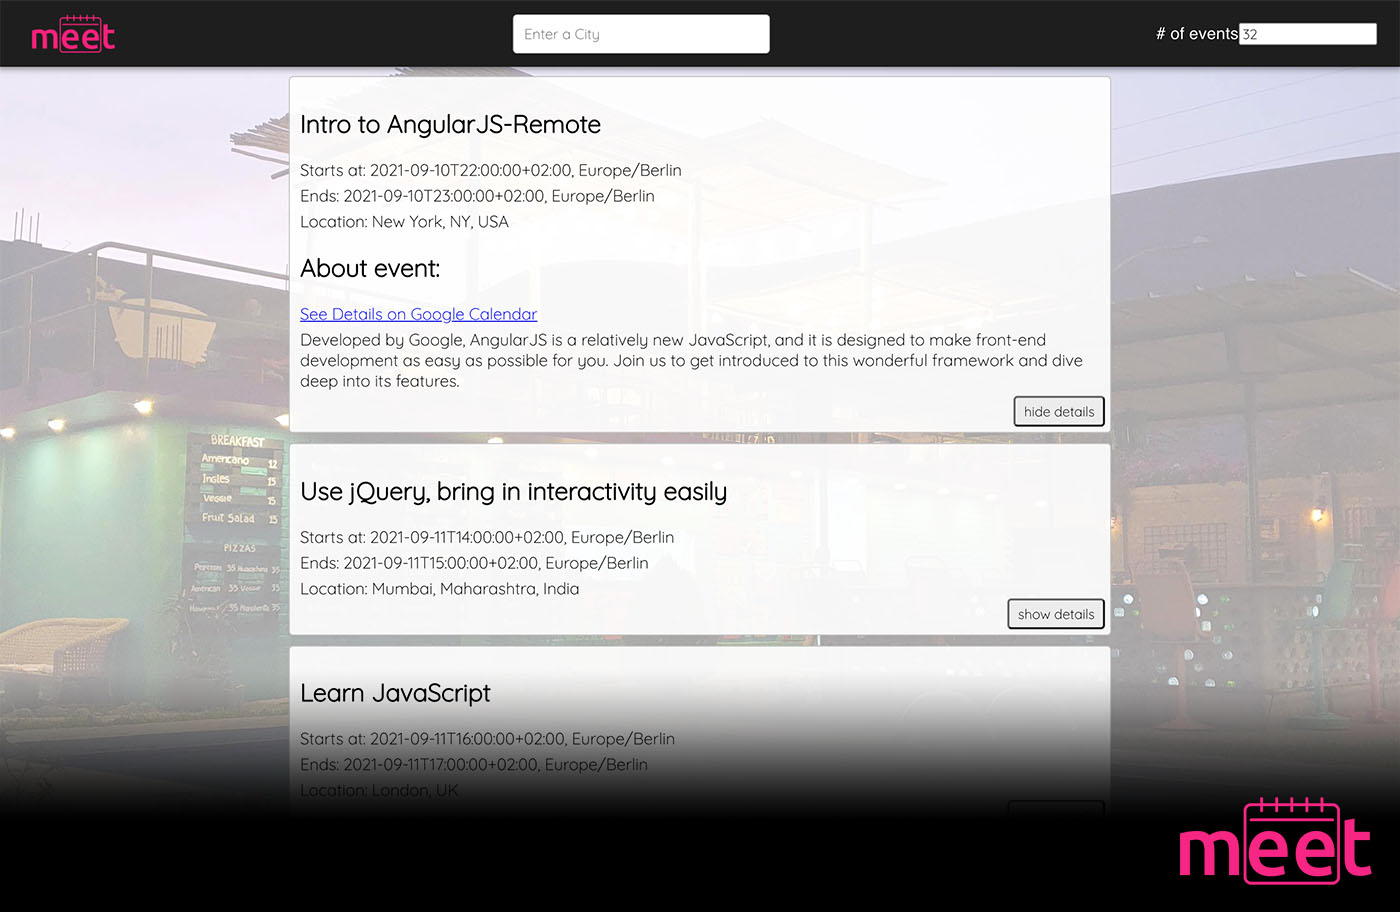 meet
Enter a City
# of events 32
Intro to AngularJS-Remote
Starts at: 2021-09-10T22:00:00+02:00, Europe/Berlin
Ends: 2021-09-10T23:00:00+02:00, Europe/Berlin
Location: New York, NY, USA
About event:
See Details on Google Calendar
Developed by Google, AngularJS is a relatively new JavaScript, and it is designed to make front-end
development as easy as possible for you. Join us to get introduced to this wonderful framework and dive
deep into its features.
hide details
BREAKFAST
Americano 12
Ingles 15
Veggie 15
Fruit Salad 15
PIZZAS
35
American 35
35
Use jQuery, bring in interactivity easily
Starts at: 2021-09-11T14:00:00+02:00, Europe/Berlin
Ends: 2021-09-11T15:00:00+02:00, Europe/Berlin
Location: Mumbai, Maharashtra, India
show details
Learn JavaScript
Starts at: 2021-09-11T16:00:00+02:00, Europe/Berlin
Ends: 2021-09-11T17:00:00+02:00, Europe/Berlin
Location: London, UK
meet